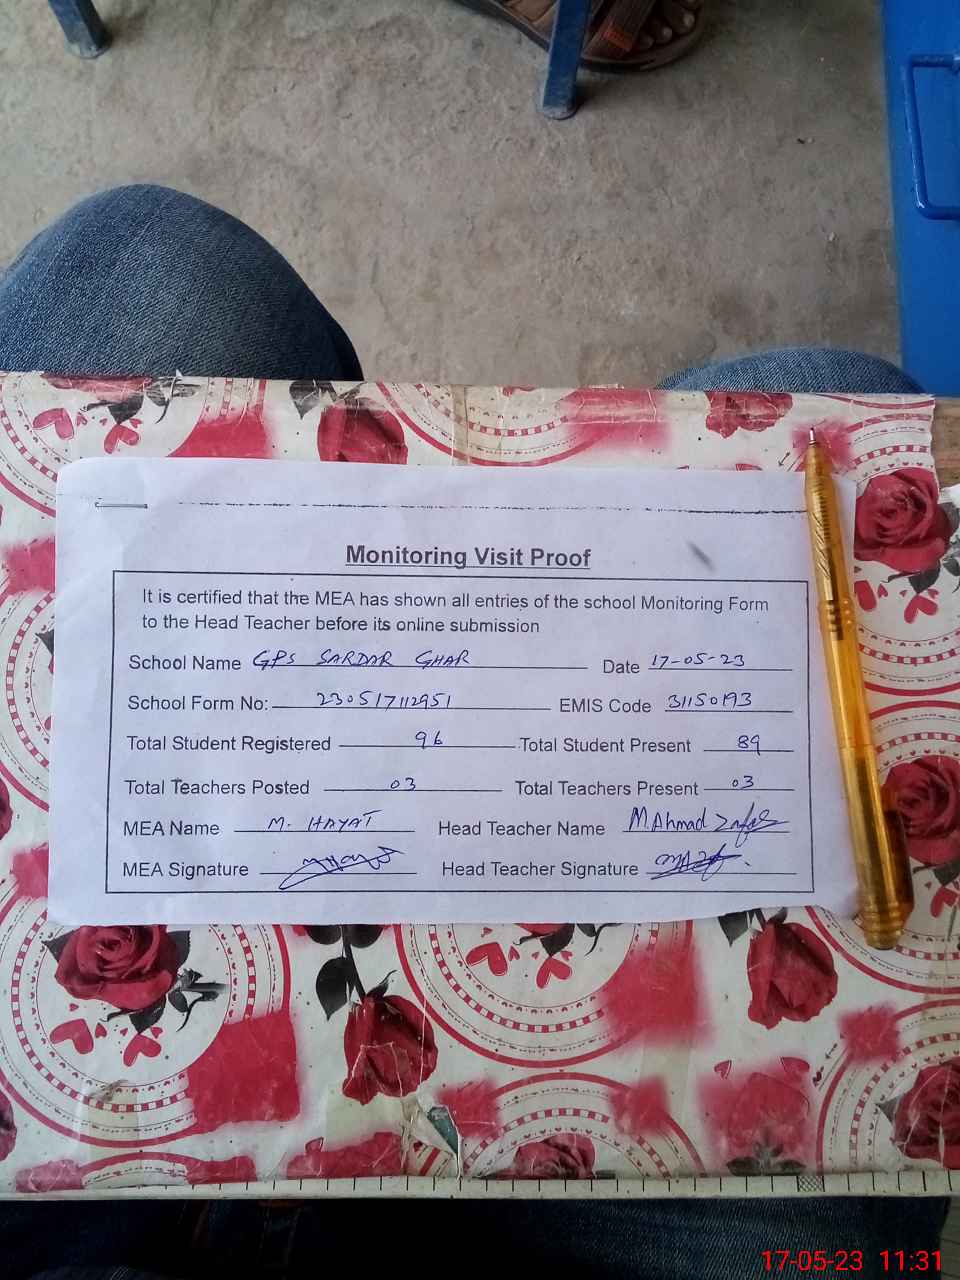 Monitoring Visit Proof
It is certified that the MEA has shown all entries of the school Monitoring Form
to the Head Teacher before its online submission
School Name GPS SARDAR GHAR Date 17-05-23
School Form No: 230517112951 EMIS Code 31150193
Total Student Registered 96 Total Student Present 89
Total Teachers Posted 03 Total Teachers Present 03
MEA Name M. HAYAT Head Teacher Name M.Ahmad Zafar
MEA Signature Head Teacher Signature
17-05-23 11:31